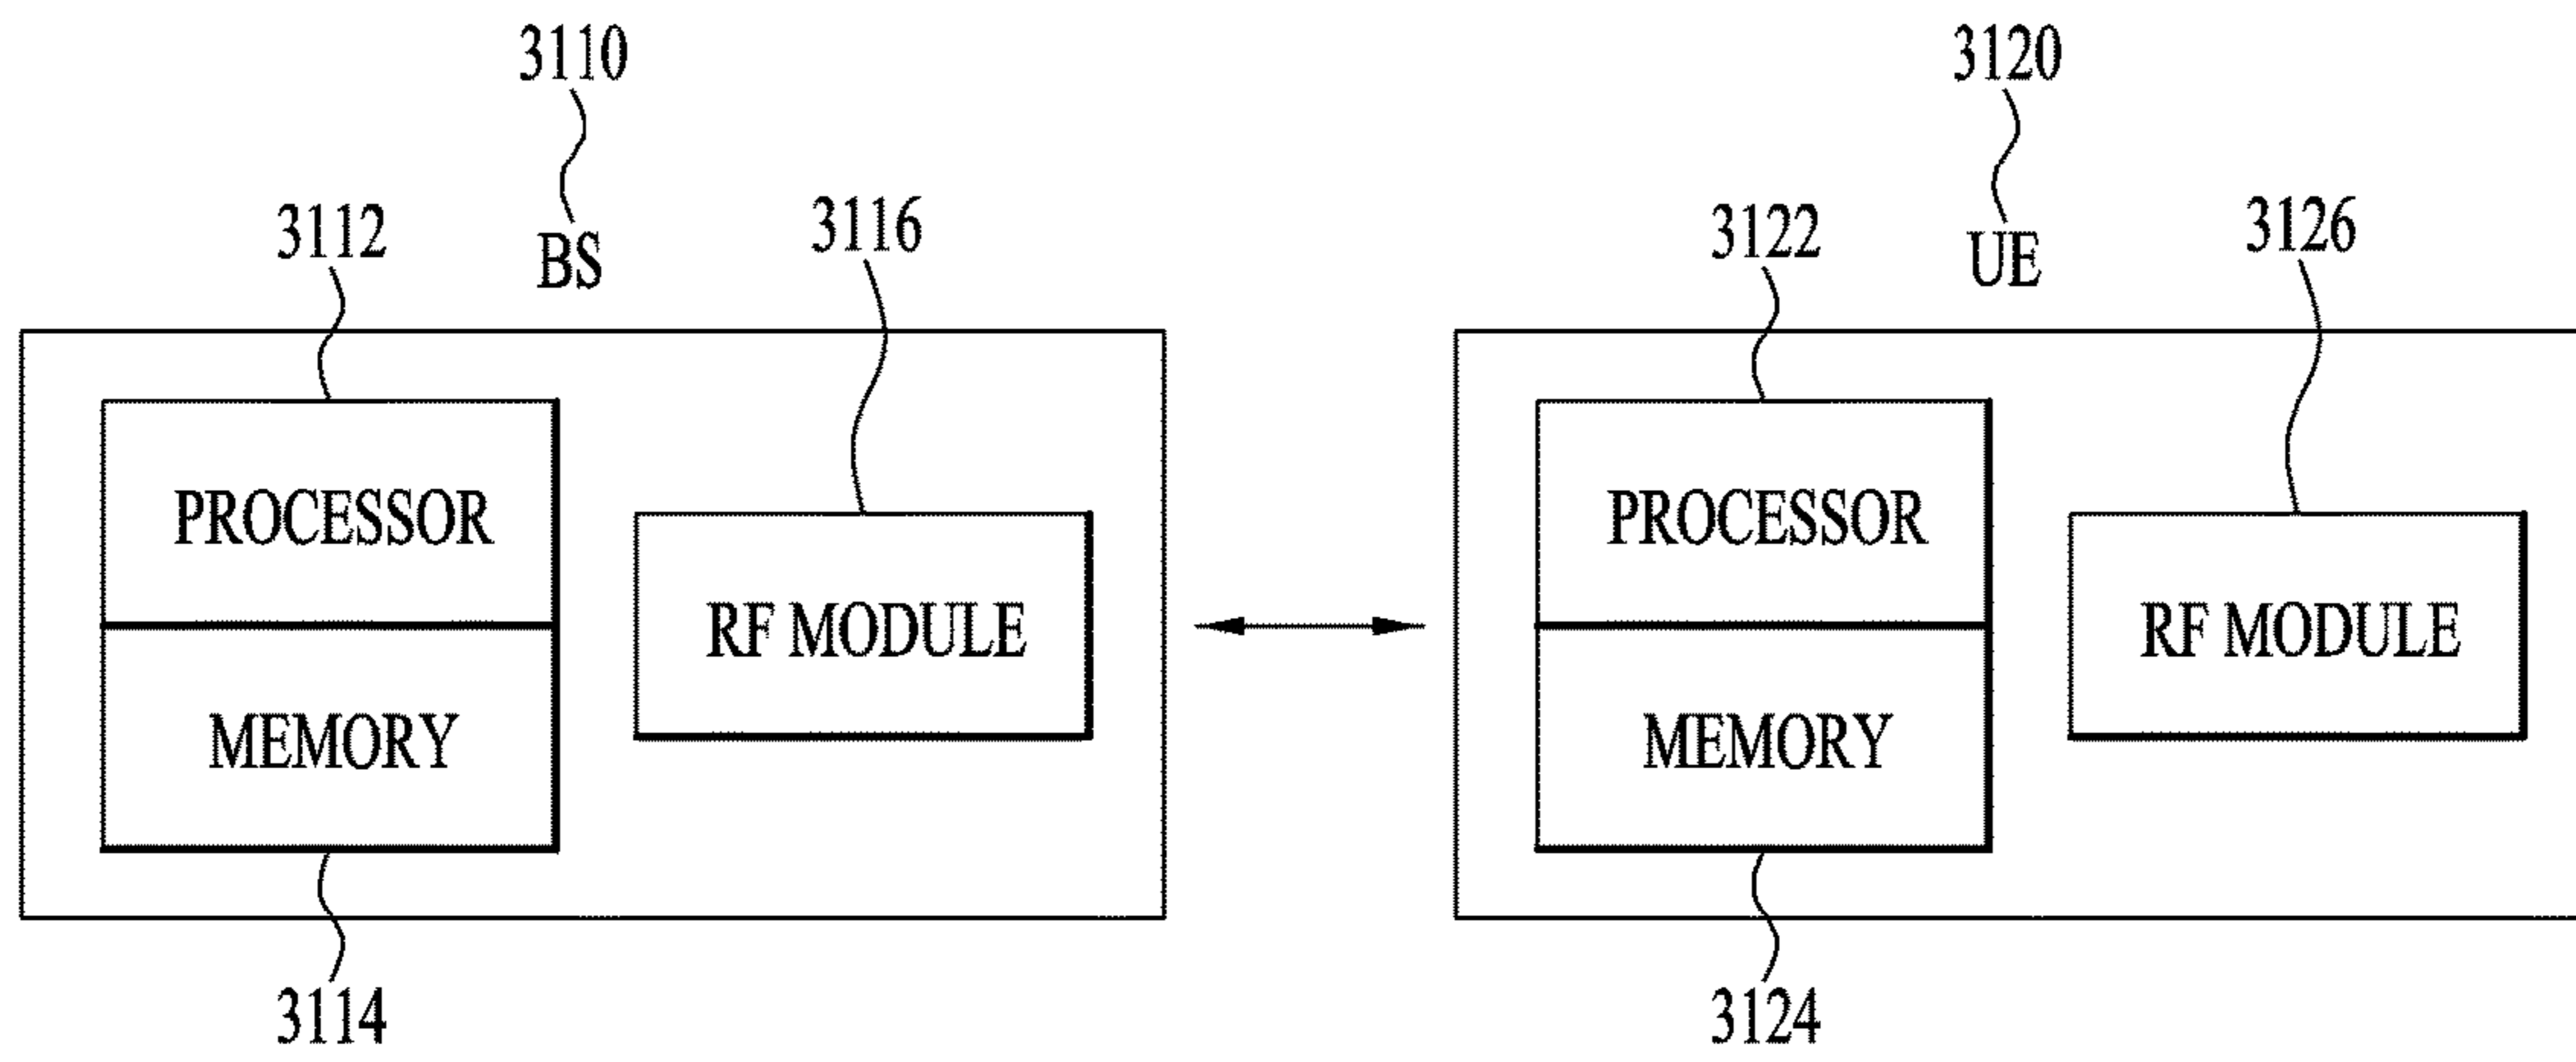 3110
BS
3112
3116
PROCESSOR
MEMORY
RF MODULE
3114
3120
UE
3122
3126
PROCESSOR
MEMORY
RF MODULE
3124